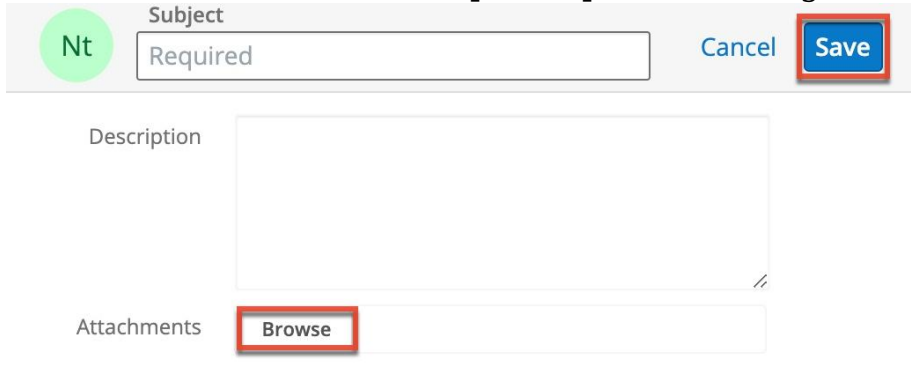 Subject
Nt
Required
Cancel
Save
Description
Attachments
Browse